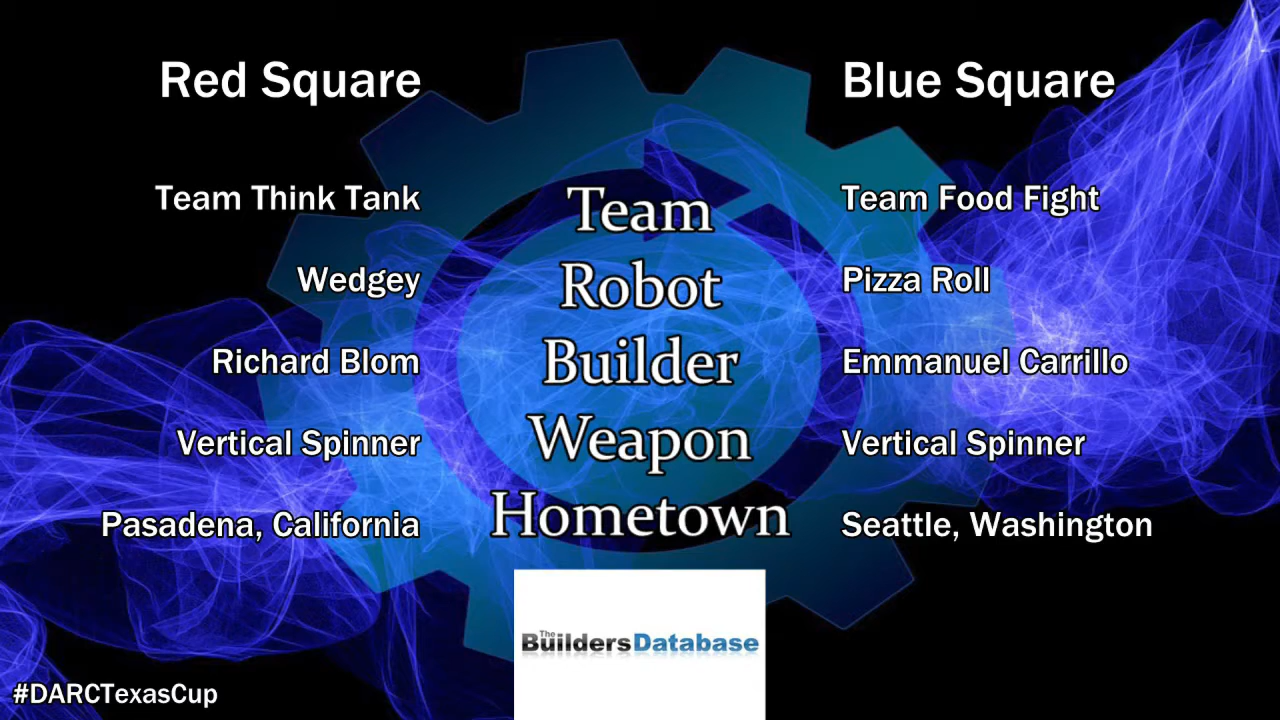 Red Square
Blue Square
Team Think Tank
Team
Team Food Fight
Wedgey
Robot
Pizza Roll
Richard Blom
Builder
Emmanuel Carrillo
Vertical Spinner
Weapon
Vertical Spinner
Pasadena, California
Hometown
Seattle, Washington
The BuildersDatabase
#DARCTexasCup